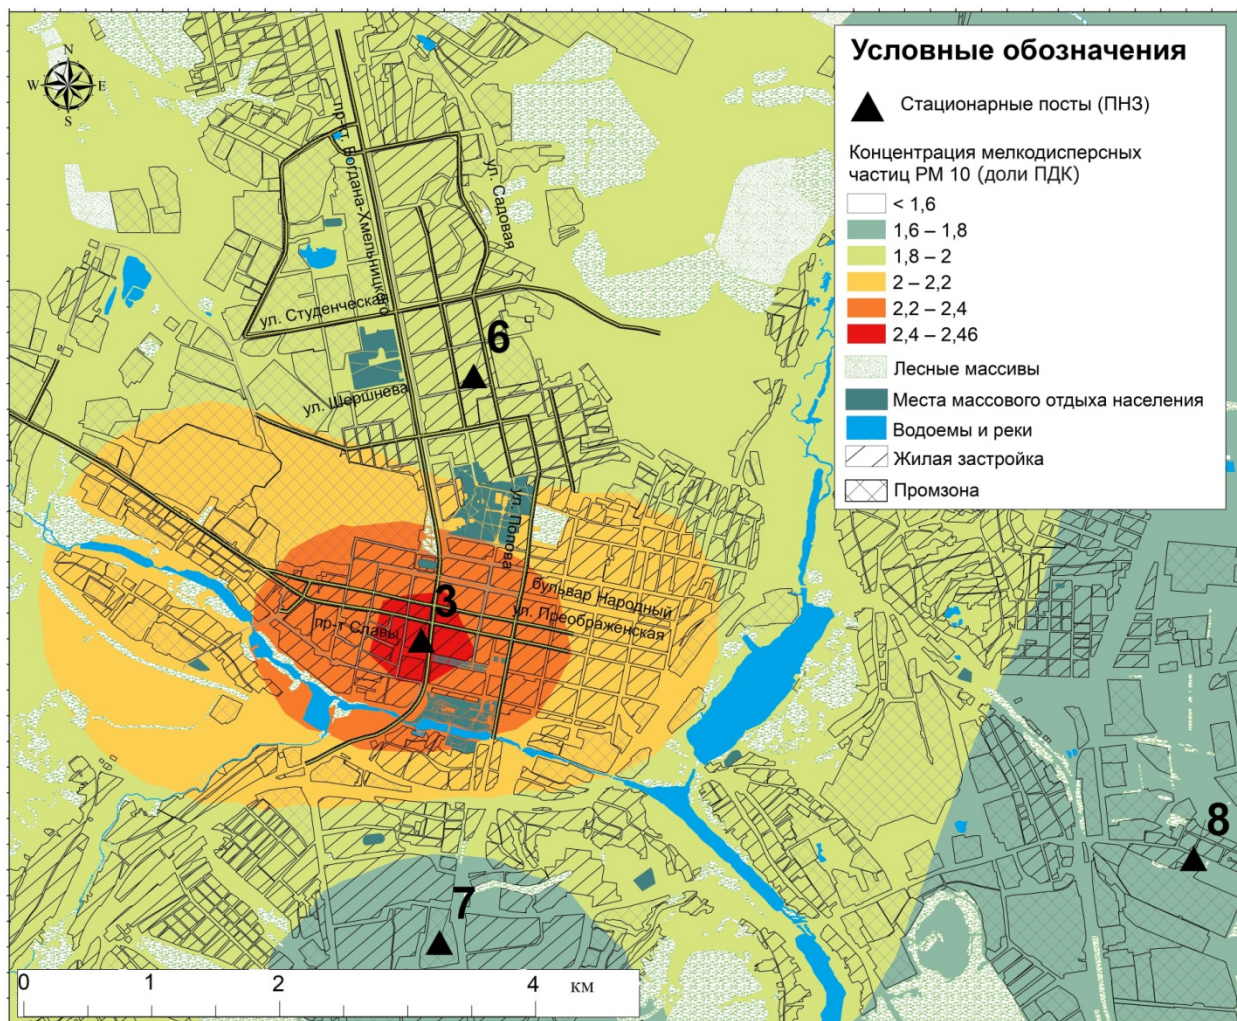 Условные обозначения
Стационарные посты (ПНЗ)
Концентрация мелкодисперсных
частиц РМ 10 (доли ПДК)
< 1,6
1,6 – 1,8
1,8 – 2
2 – 2,2
2,2 – 2,4
2,4 – 2,46
Лесные массивы
Места массового отдыха населения
Водоемы и реки
Жилая застройка
Промзона
N
W
E
S
пр-т. Богдана-Хмельницкого
ул. Садовая
ул. Студенческая
6
ул. Шершнева
ул. Попова
бульвар Народный
3
ул. Преображенская
пр-т Славы
8
7
0
1
2
4
км